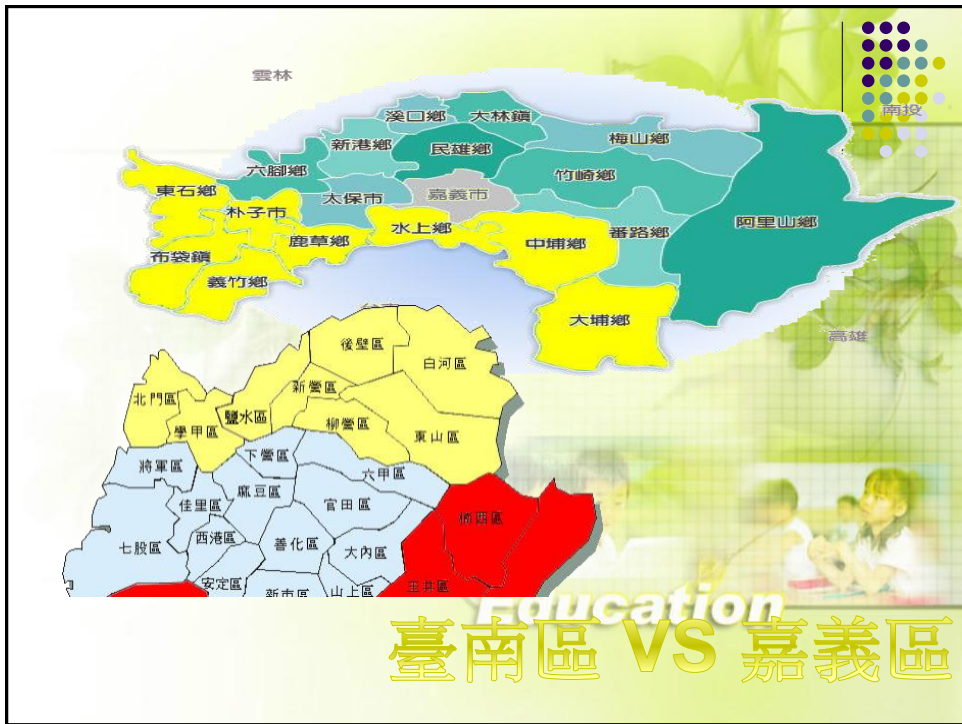 雲林
南投
溪口鄉
大林鎮
新港鄉
民雄鄉
梅山鄉
六腳鄉
竹崎鄉
東石鄉
太保市
嘉義市
朴子市
阿里山鄉
水上鄉
番路鄉
鹿草鄉
中埔鄉
布袋鎮
義竹鄉
大埔鄉
高雄
後壁區
白河區
新營區
北門區
鹽水區
柳營區
學甲區
東山區
下營區
將軍區
六甲區
麻豆區
佳里區
官田區
楠西區
西港區
七股區
善化區
大內區
安定區
玉井區
山上區
新市區
Education
臺南區 VS 嘉義區